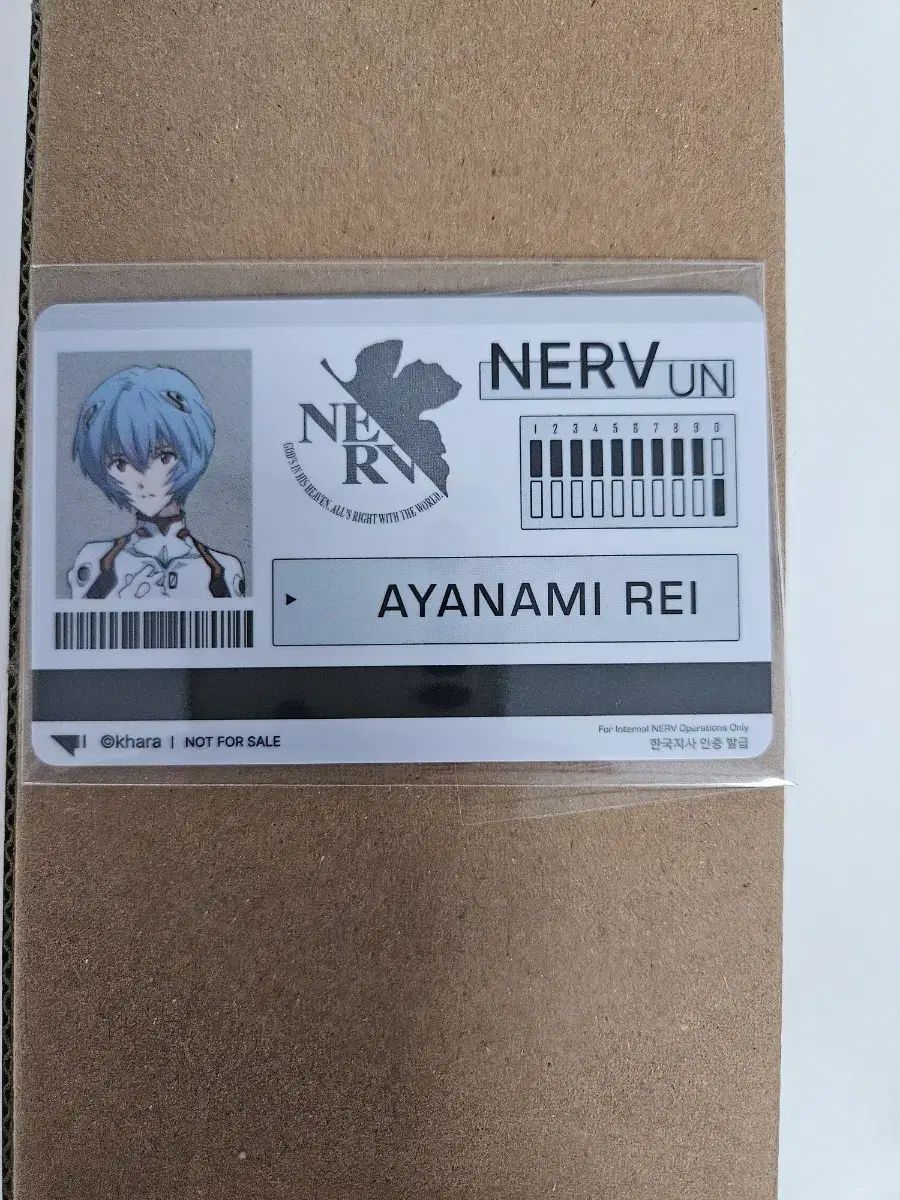 NERV
GOD'S IN HIS HEAVEN. ALL'S RIGHT WITH THE WORLD.
NERV UN
1 2 3 4 5 6 7 8 9 0
AYANAMI REI
©khara | NOT FOR SALE
For Internal NERV Operations Only
한국지사 인증 발급